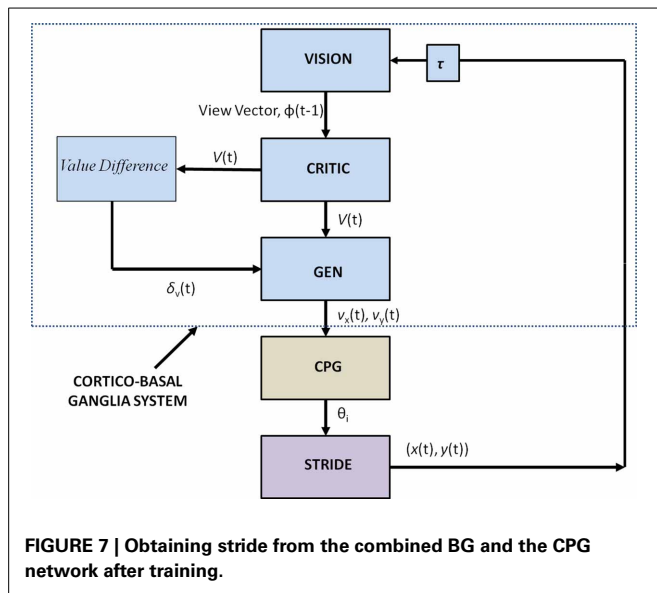 VISION
τ
View Vector, ϕ(t-1)
Value Difference
V(t)
CRITIC
V(t)
GEN
δᵥ(t)
vₓ(t), vᵧ(t)
CORTICO-BASAL
GANGLIA SYSTEM
CPG
θᵢ
STRIDE
(x(t), y(t))
FIGURE 7 | Obtaining stride from the combined BG and the CPG
network after training.